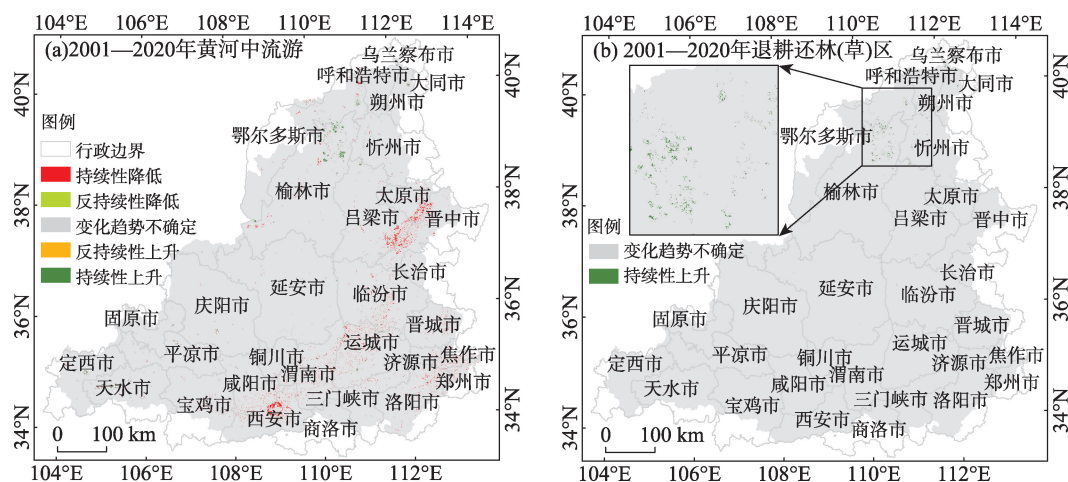 104°E 106°E 108°E 110°E 112°E 114°E
(a)2001—2020年黄河中流游
乌兰察布市
呼和浩特市
大同市
朔州市
鄂尔多斯市
忻州市
榆林市
太原市
吕梁市
晋中市
长治市
延安市
临汾市
庆阳市
固原市
晋城市
运城市
定西市
平凉市
铜川市
济源市
焦作市
渭南市
天水市
咸阳市
郑州市
宝鸡市
三门峡市
洛阳市
西安市
商洛市
图例
行政边界
持续性降低
反持续性降低
变化趋势不确定
反持续性上升
持续性上升
40°N
38°N
36°N
34°N
40°N
38°N
36°N
34°N
0 100 km
104°E 106°E 108°E 110°E 112°E
104°E 106°E 108°E 110°E 112°E 114°E
(b) 2001—2020年退耕还林(草)区
乌兰察布市
呼和浩特市
大同市
朔州市
鄂尔多斯市
忻州市
榆林市
太原市
吕梁市
晋中市
长治市
延安市
临汾市
庆阳市
固原市
晋城市
运城市
定西市
平凉市
铜川市
济源市
焦作市
渭南市
天水市
咸阳市
郑州市
宝鸡市
三门峡市
洛阳市
西安市
商洛市
图例
变化趋势不确定
持续性上升
40°N
38°N
36°N
34°N
40°N
38°N
36°N
34°N
0 100 km
104°E 106°E 108°E 110°E 112°E